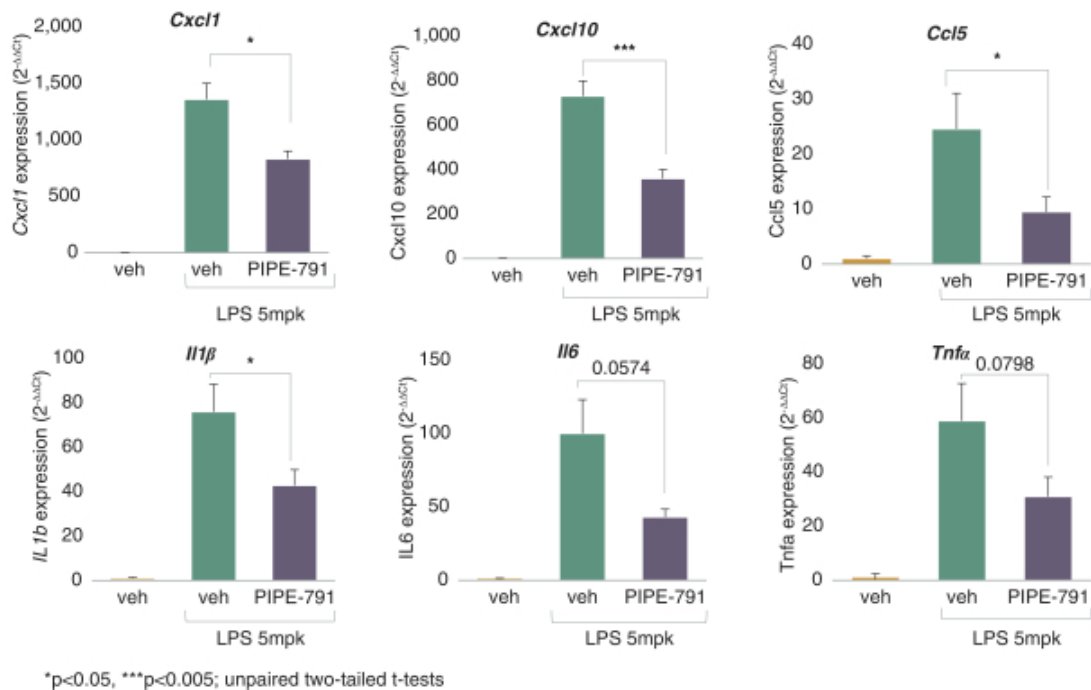 Cxcl1
Cxcl1 expression (2-ΔΔCt)
2,000
1,500
1,000
500
0
*
veh
veh
PIPE-791
LPS 5mpk
Cxcl10
Cxcl10 expression (2-ΔΔCt)
1,000
800
600
400
200
0
***
veh
veh
PIPE-791
LPS 5mpk
Ccl5
Ccl5 expression (2-ΔΔCt)
40
30
20
10
0
*
veh
veh
PIPE-791
LPS 5mpk
Il1β
IL1b expression (2-ΔΔCt)
100
80
60
40
20
0
*
veh
veh
PIPE-791
LPS 5mpk
Il6
IL6 expression (2-ΔΔCt)
150
100
50
0
0.0574
veh
veh
PIPE-791
LPS 5mpk
Tnfα
Tnfa expression (2-ΔΔCt)
80
60
40
20
0
0.0798
veh
veh
PIPE-791
LPS 5mpk
*p<0.05, ***p<0.005; unpaired two-tailed t-tests